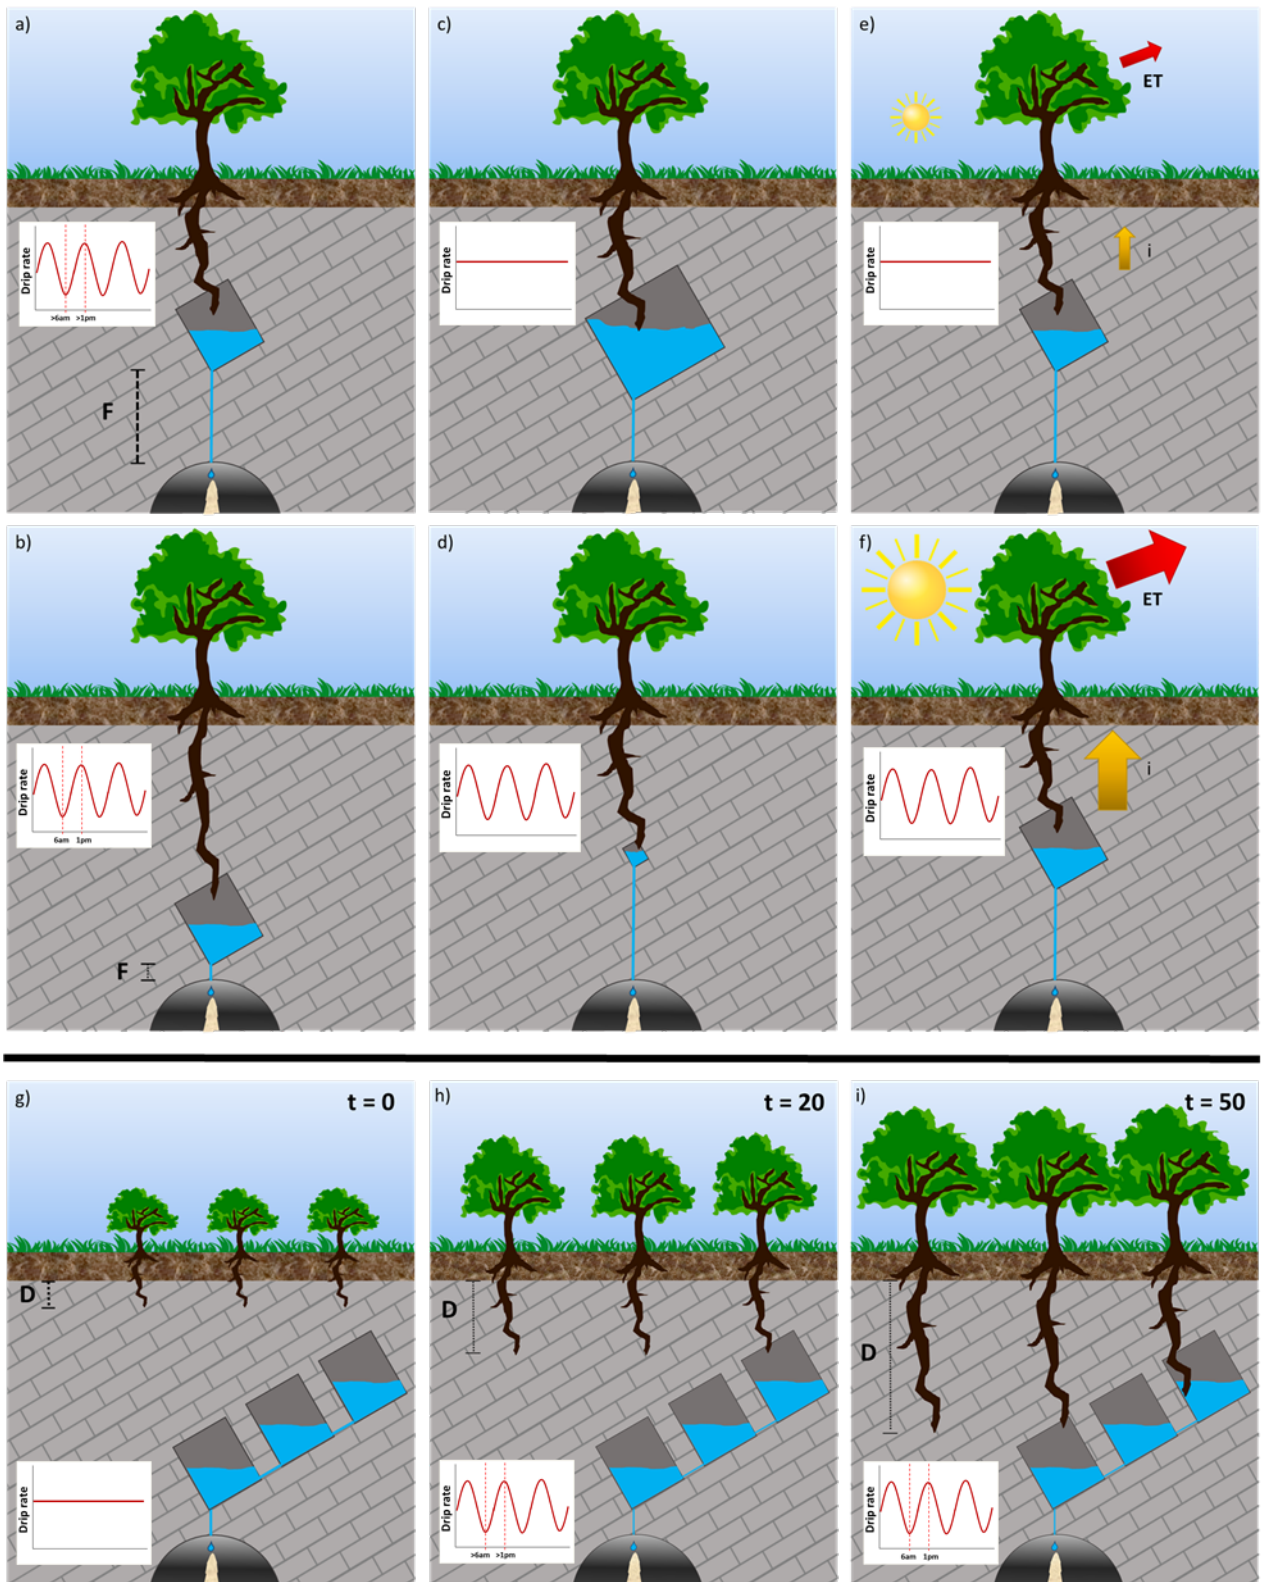 a)
Drip rate
>6am >1pm
F
c)
Drip rate
e)
ET
Drip rate
i
b)
Drip rate
6am 1pm
F
d)
Drip rate
f)
ET
Drip rate
i
g)
t = 0
D
Drip rate
h)
t = 20
D
Drip rate
>6am >1pm
i)
t = 50
D
Drip rate
6am 1pm